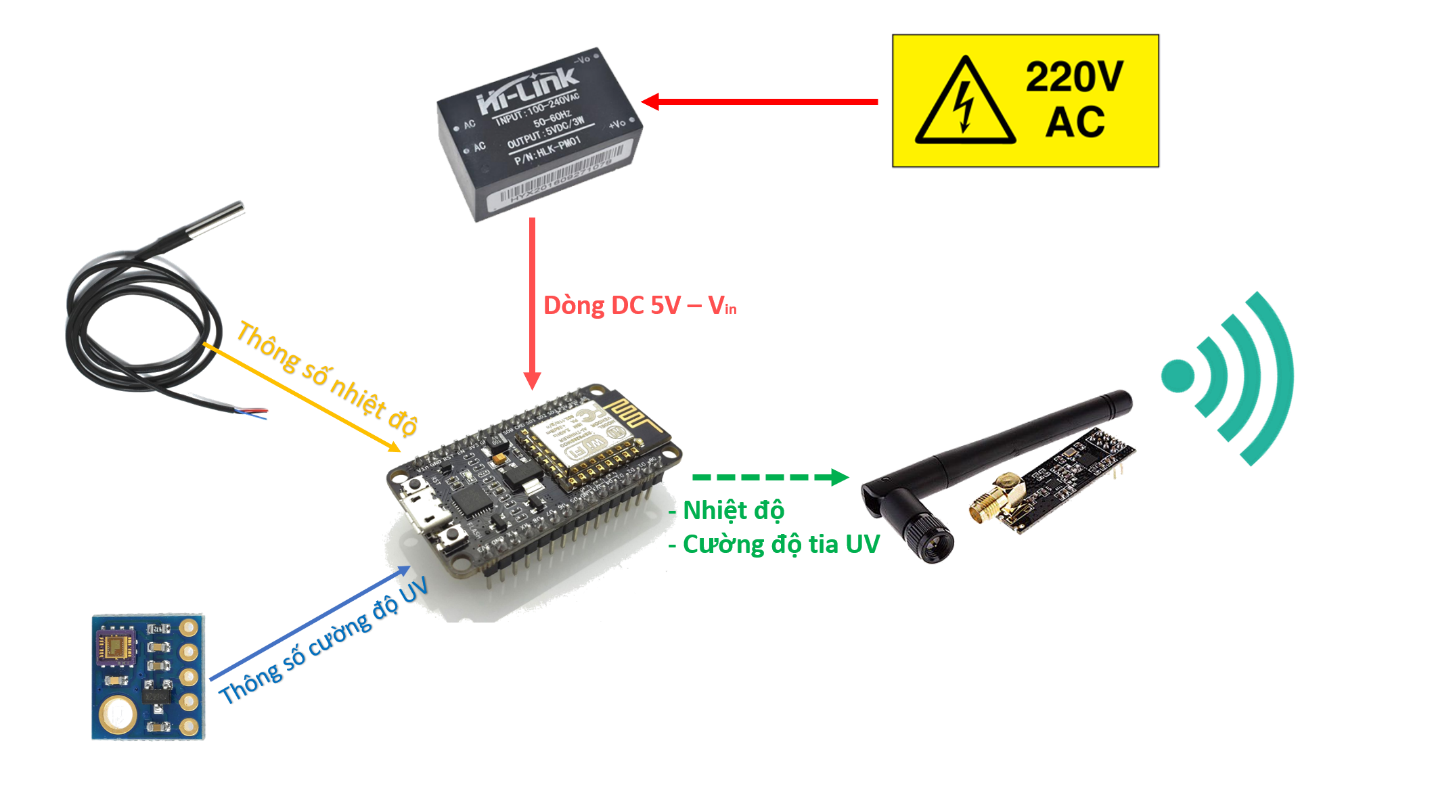 220V
AC
Hi-Link
-Vo
AC
INPUT:100-240VAC
50-60Hz
+Vo
AC
OUTPUT:5VDC/3W
P/N:HLK-PM01
Dòng DC 5V – Vin
Thông số nhiệt độ
- Nhiệt độ
- Cường độ tia UV
Thông số cường độ UV